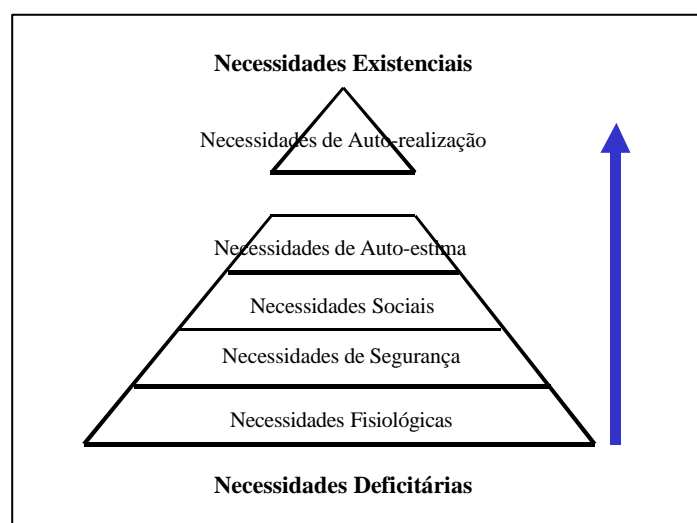 Necessidades Existenciais
Necessidades de Auto-realização
Necessidades de Auto-estima
Necessidades Sociais
Necessidades de Segurança
Necessidades Fisiológicas
Necessidades Deficitárias